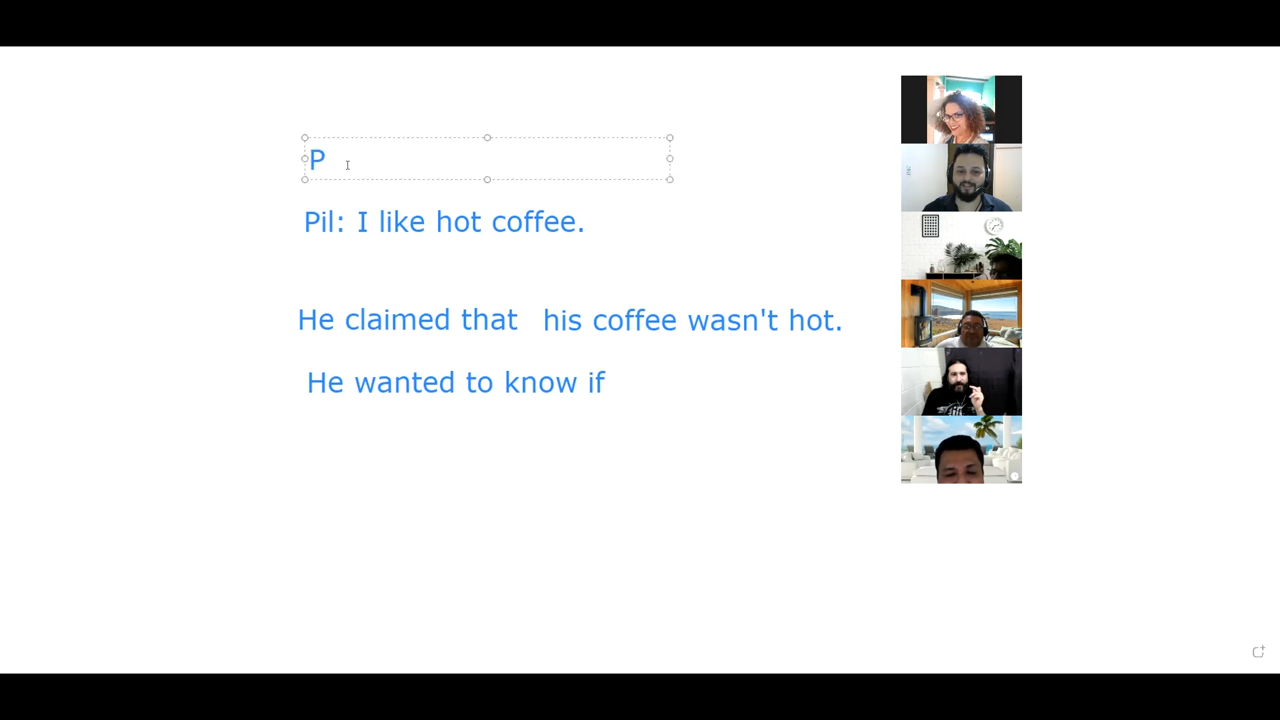 P
Pil: I like hot coffee.
He claimed that his coffee wasn't hot.
He wanted to know if